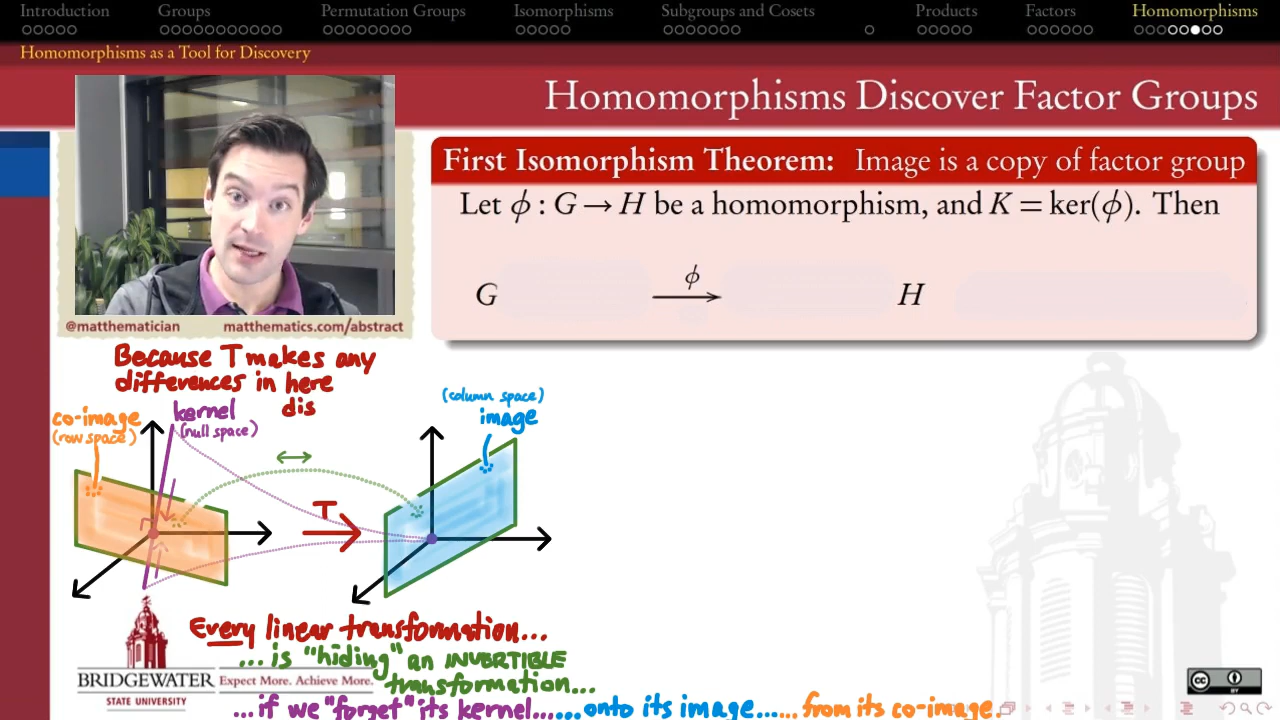 Introduction Groups Permutation Groups Isomorphisms Subgroups and Cosets Products Factors Homomorphisms
Homomorphisms as a Tool for Discovery
Homomorphisms Discover Factor Groups
First Isomorphism Theorem: Image is a copy of factor group
Let ϕ : G → H be a homomorphism, and K = ker(ϕ). Then
ϕ
G ⟶ H
@matthematician matthematics.com/abstract
Because T makes any
differences in here
dis
co-image
(row space)
kernel
(null space)
(column space)
image
T
Every linear transformation...
... is "hiding" an INVERTIBLE
transformation...
...if we "forget" its kernel... ...onto its image... ...from its co-image.
BRIDGEWATER
STATE UNIVERSITY
Expect More. Achieve More.
CC BY